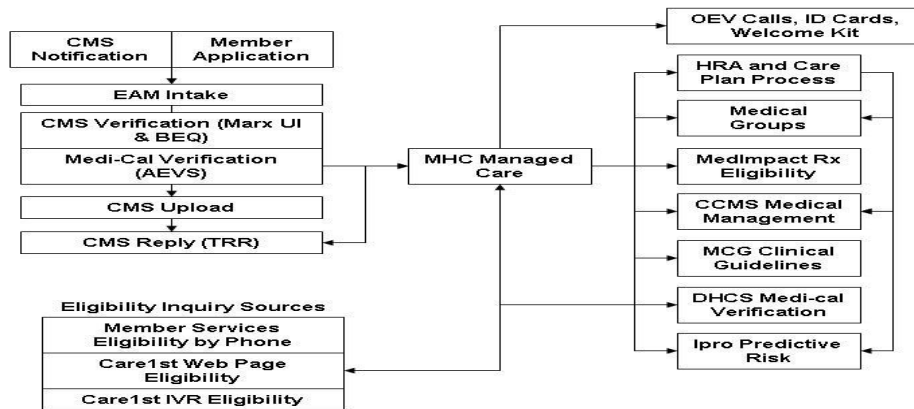 CMS
Notification
Member
Application
EAM Intake
CMS Verification (Marx UI
& BEQ)
Medi-Cal Verification
(AEVS)
CMS Upload
CMS Reply (TRR)
MHC Managed
Care
OEV Calls, ID Cards,
Welcome Kit
HRA and Care
Plan Process
Medical
Groups
MedImpact Rx
Eligibility
CCMS Medical
Management
MCG Clinical
Guidelines
DHCS Medi-cal
Verification
Ipro Predictive
Risk
Eligibility Inquiry Sources
Member Services
Eligibility by Phone
Care1st Web Page
Eligibility
Care1st IVR Eligibility